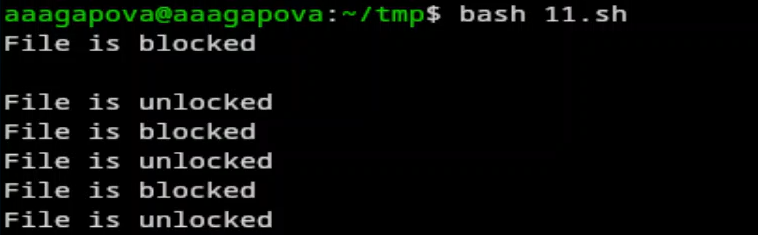 aaagapova@aaagapova:~/tmp$ bash 11.sh
File is blocked
File is unlocked
File is blocked
File is unlocked
File is blocked
File is unlocked